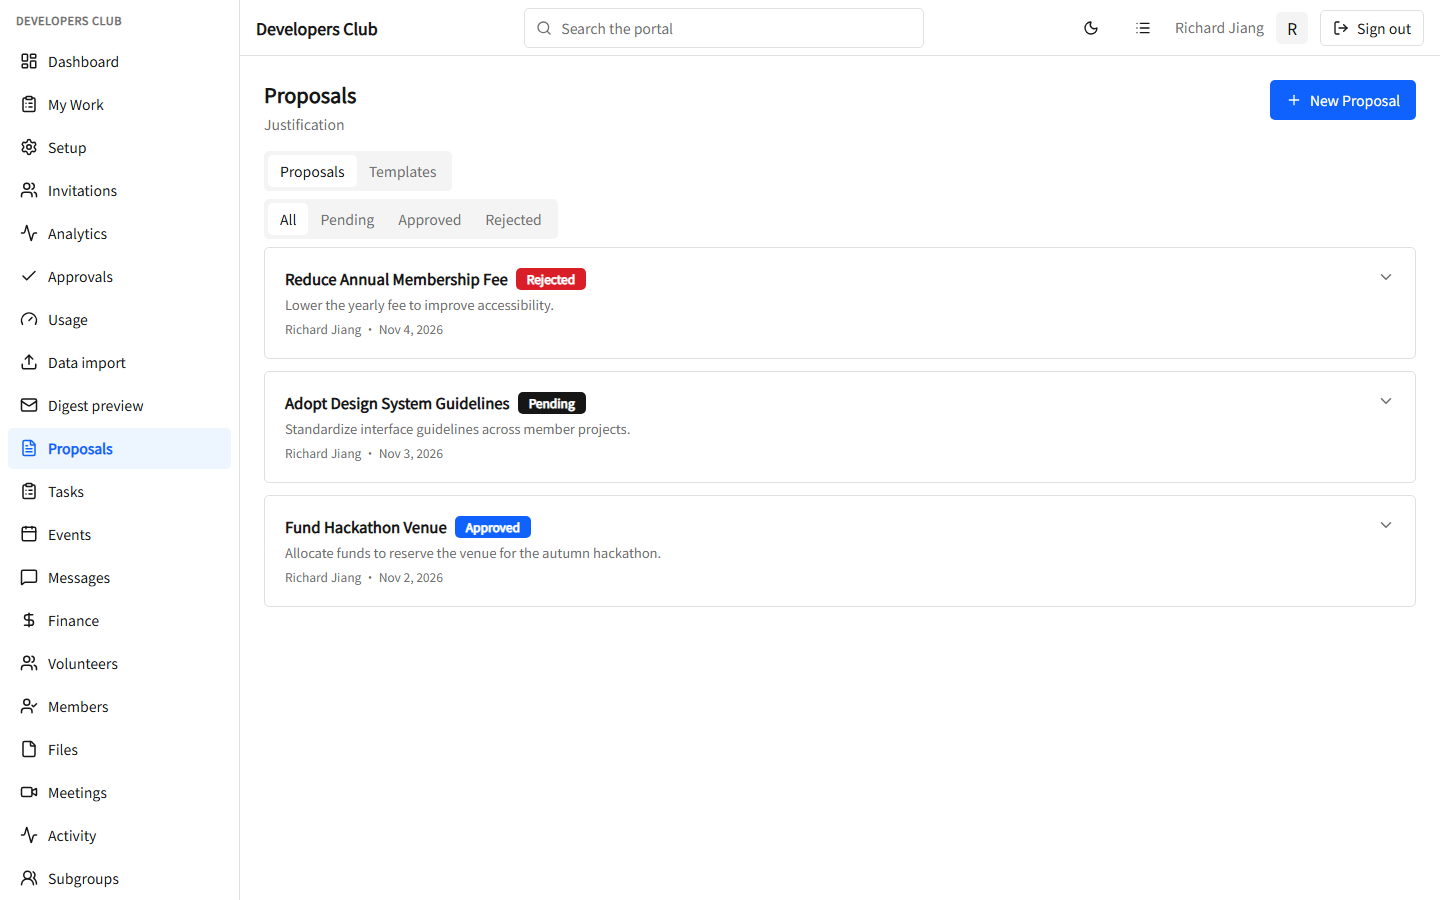 DEVELOPERS CLUB
Dashboard
My Work
Setup
Invitations
Analytics
Approvals
Usage
Data import
Digest preview
Proposals
Tasks
Events
Messages
Finance
Volunteers
Members
Files
Meetings
Activity
Subgroups
Developers Club
Search the portal
Richard Jiang
R
Sign out
Proposals
Justification
New Proposal
Proposals Templates
All Pending Approved Rejected
Reduce Annual Membership Fee Rejected
Lower the yearly fee to improve accessibility.
Richard Jiang • Nov 4, 2026
Adopt Design System Guidelines Pending
Standardize interface guidelines across member projects.
Richard Jiang • Nov 3, 2026
Fund Hackathon Venue Approved
Allocate funds to reserve the venue for the autumn hackathon.
Richard Jiang • Nov 2, 2026